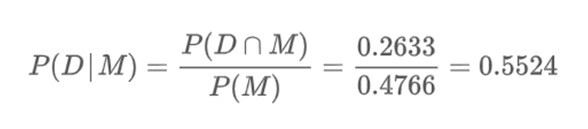 P(D|M) = P(D ∩ M) / P(M) = 0.2633 / 0.4766 = 0.5524